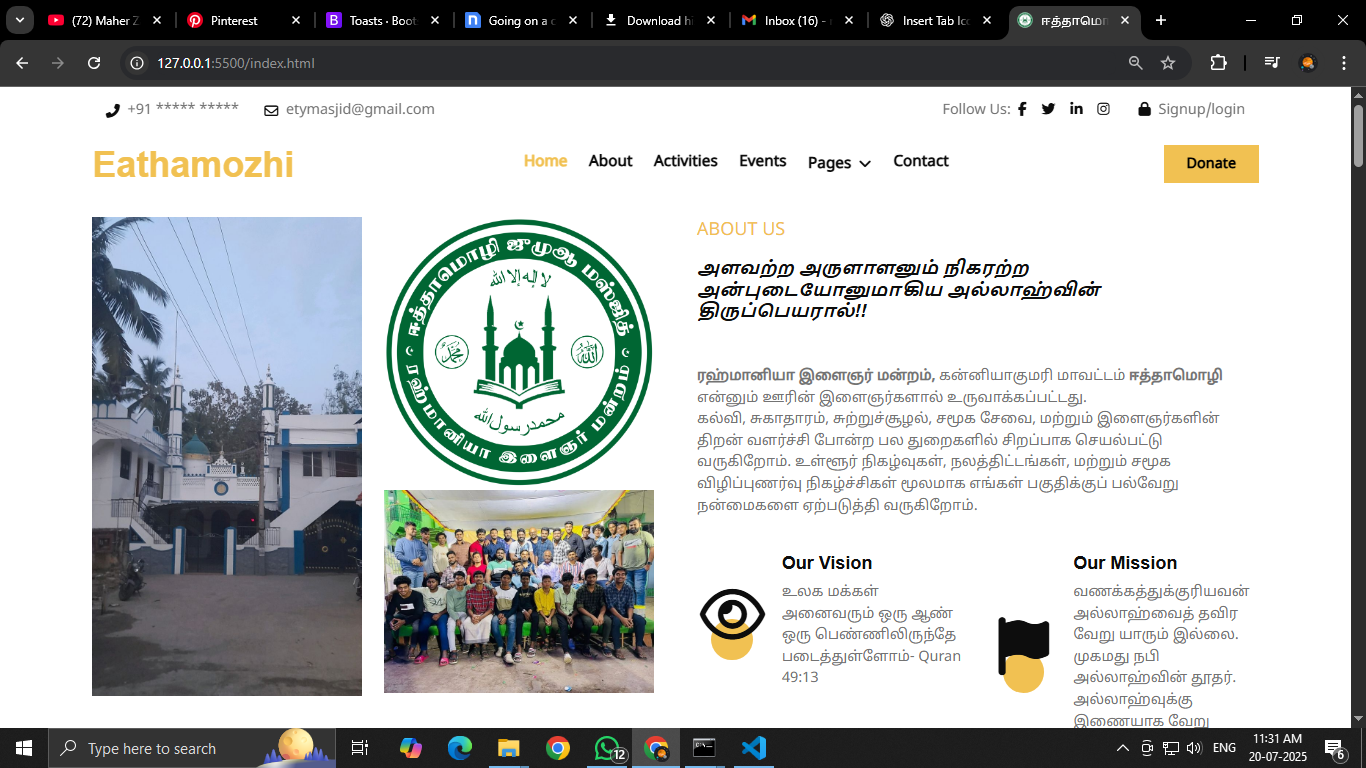 (72) Maher Z
Pinterest
Toasts · Boot
Going on a c
Download hi
Inbox (16) -
Insert Tab Ic
ஈத்தாமொ
127.0.0.1:5500/index.html
+91 ***** *****
etymasjid@gmail.com
Follow Us:
Signup/login
Eathamozhi
Home About Activities Events Pages Contact
Donate
ஈத்தாமொழி ஜுமுஆ மஸ்ஜித்
لا إله إلا الله
محمد
الله
محمد رسول الله
ரஹ்மானியா இளைஞர் மன்றம்
ABOUT US
அளவற்ற அருளாளனும் நிகரற்ற
அன்புடையோனுமாகிய அல்லாஹ்வின்
திருப்பெயரால்!!
ரஹ்மானியா இளைஞர் மன்றம், கன்னியாகுமரி மாவட்டம் ஈத்தாமொழி
என்னும் ஊரின் இளைஞர்களால் உருவாக்கப்பட்டது.
கல்வி, சுகாதாரம், சுற்றுச்சூழல், சமூக சேவை, மற்றும் இளைஞர்களின்
திறன் வளர்ச்சி போன்ற பல துறைகளில் சிறப்பாக செயல்பட்டு
வருகிறோம். உள்ளூர் நிகழ்வுகள், நலத்திட்டங்கள், மற்றும் சமூக
விழிப்புணர்வு நிகழ்ச்சிகள் மூலமாக எங்கள் பகுதிக்குப் பல்வேறு
நன்மைகளை ஏற்படுத்தி வருகிறோம்.
Our Vision
உலக மக்கள்
அனைவரும் ஒரு ஆண்
ஒரு பெண்ணிலிருந்தே
படைத்துள்ளோம்- Quran
49:13
Our Mission
வணக்கத்துக்குரியவன்
அல்லாஹ்வைத் தவிர
வேறு யாரும் இல்லை.
முகமது நபி
அல்லாஹ்வின் தூதர்.
அல்லாஹ்வுக்கு
இணையாக வேறு
Type here to search
12
ENG
11:31 AM
20-07-2025
6